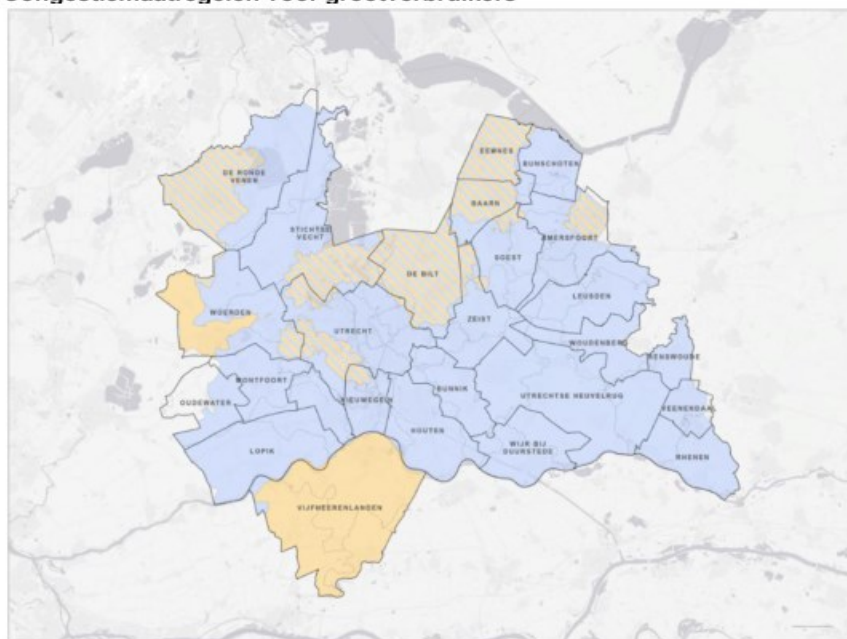 congestiemaatregelen voor grootverbruikers
EEMNES
BUNSCHOTEN
DE RONDE
VENEN
BAARN
STICHTSE
VECHT
AMERSFOORT
SOEST
DE BILT
LEUSDEN
WOERDEN
ZEIST
UTRECHT
WOUDENBERG
RENSWOUDE
MONTFOORT
BUNNIK
UTRECHTSE HEUVELRUG
OUDEWATER
NIEUWEGEIN
VEENENDAAL
HOUTEN
LOPIK
WIJK BIJ
DUURSTEDE
RHENEN
VIJFHEERENLANDEN